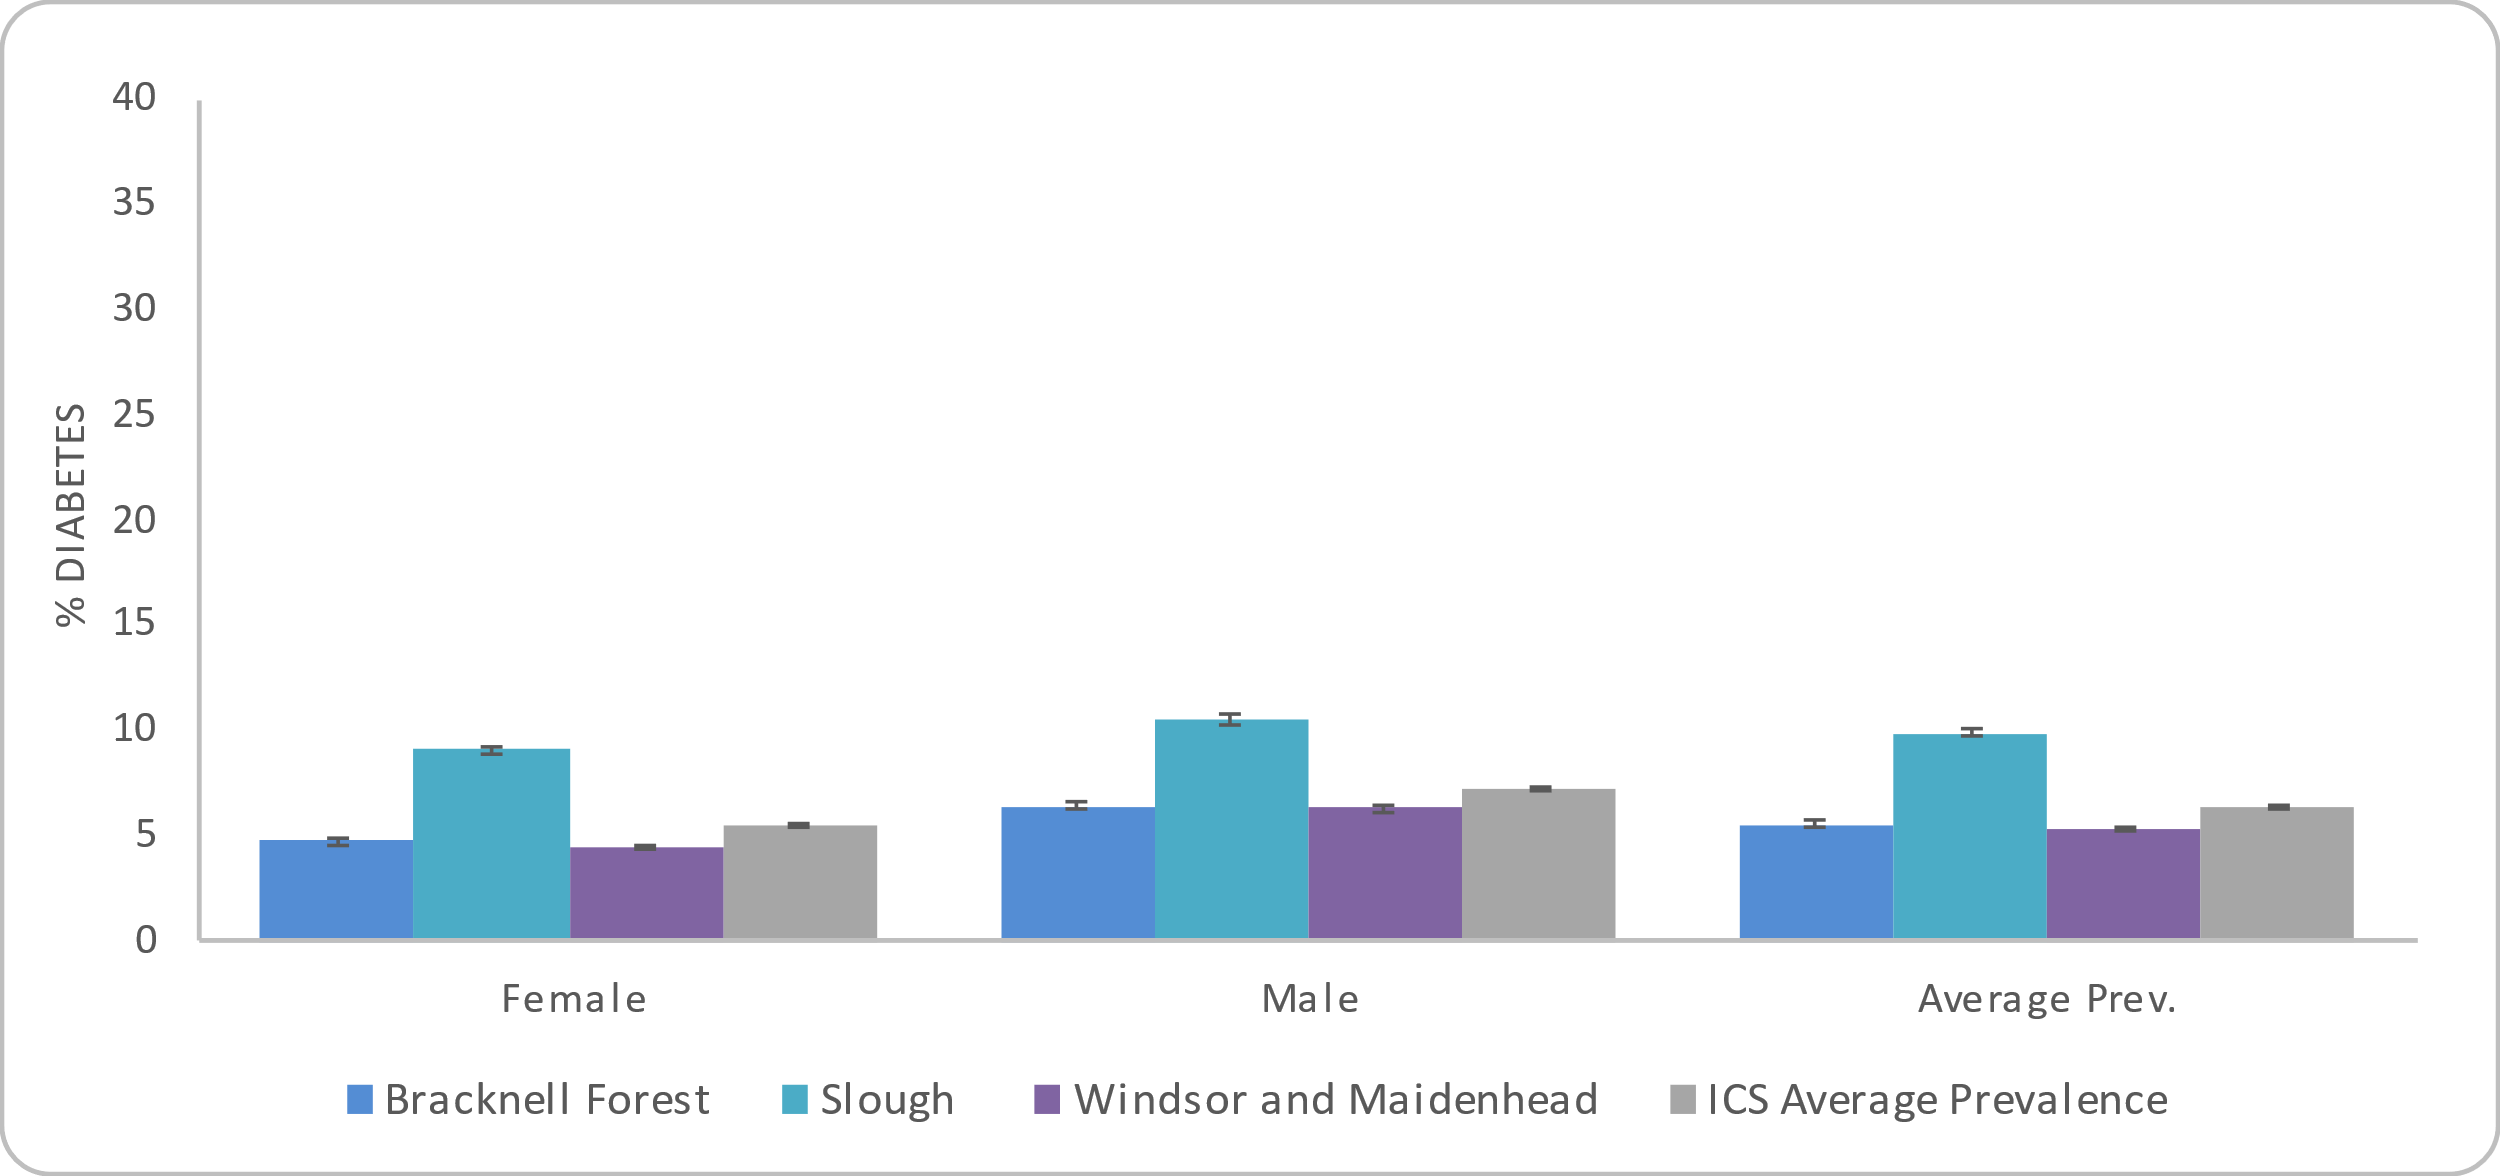 40
35
30
25
20
15
10
5
0
% DIABETES
Female
Male
Average Prev.
Bracknell Forest
Slough
Windsor and Maidenhead
ICS Average Prevalence